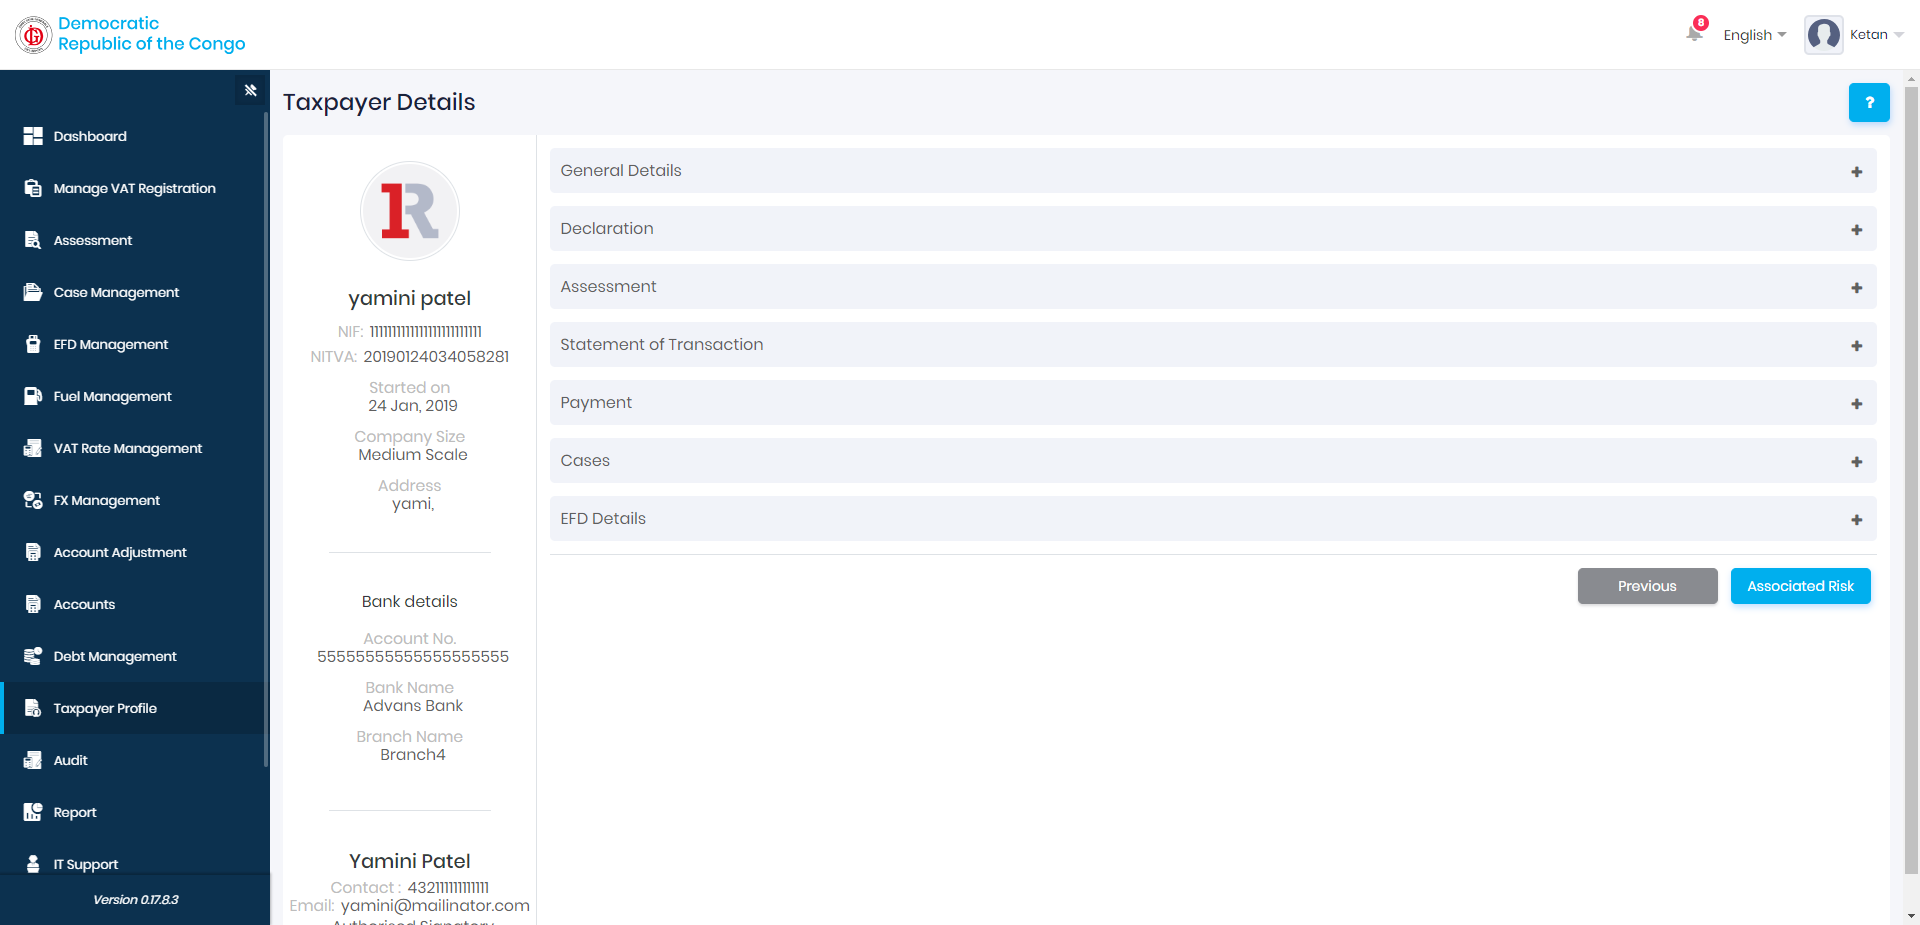 Democratic
Republic of the Congo
8
English
Ketan
Dashboard
Manage VAT Registration
Assessment
Case Management
EFD Management
Fuel Management
VAT Rate Management
FX Management
Account Adjustment
Accounts
Debt Management
Taxpayer Profile
Audit
Report
IT Support
Version 0.17.8.3
Taxpayer Details
?
1R
yamini patel
NIF:
NITVA: 20190124034058281
Started on
24 Jan, 2019
Company Size
Medium Scale
Address
yami,
Bank details
Account No.
Bank Name
Advans Bank
Branch Name
Branch4
Yamini Patel
Contact :
Email: yamini@mailinator.com
Authorised Signatory
General Details
Declaration
Assessment
Statement of Transaction
Payment
Cases
EFD Details
Previous
Associated Risk